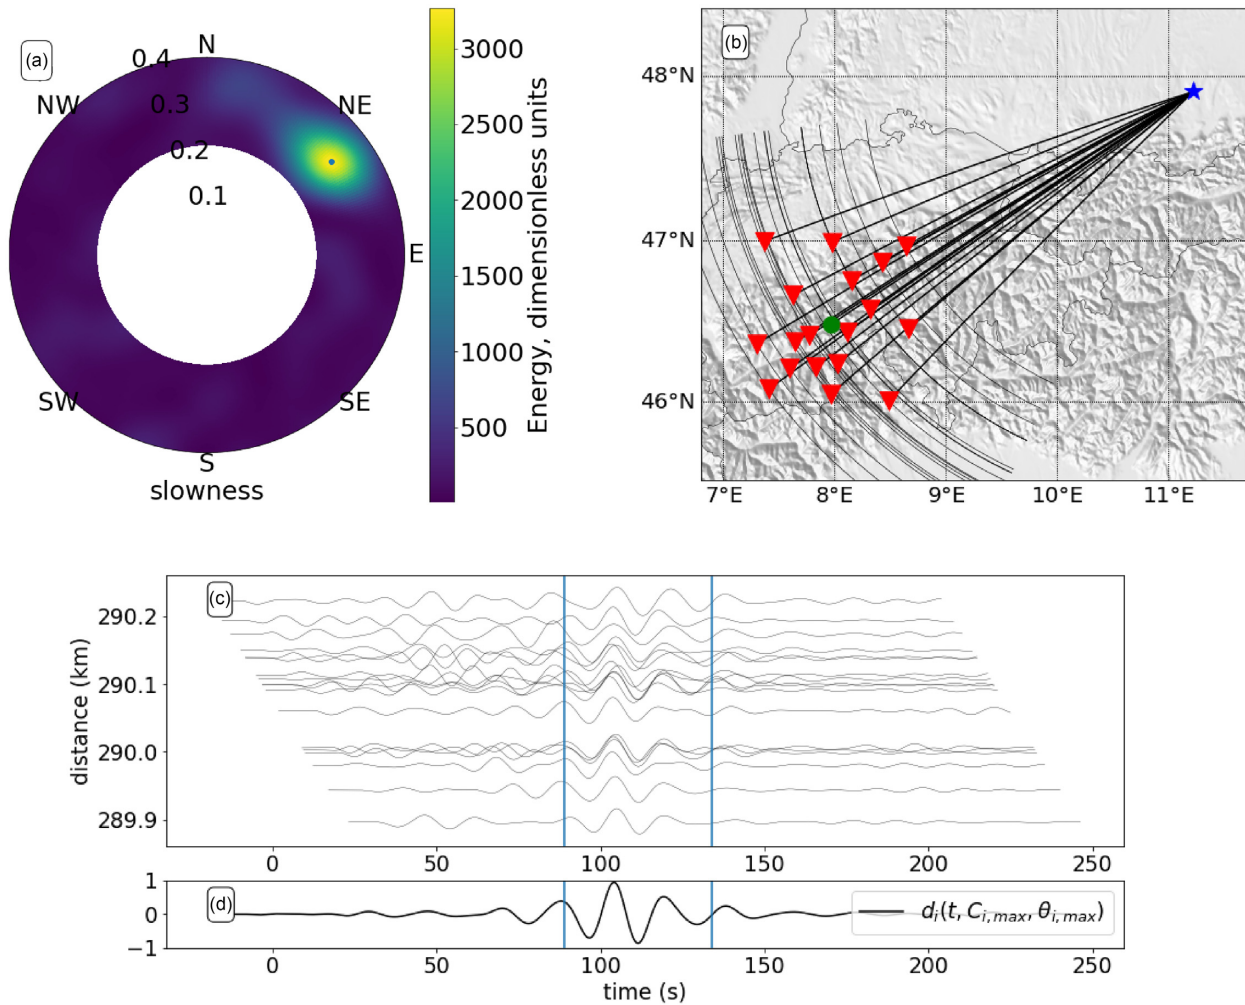 (a)
N
NE
E
SE
S
SW
NW
0.4
0.3
0.2
0.1
slowness
3000
2500
2000
1500
1000
500
Energy, dimensionless units
(b)
48°N
47°N
46°N
7°E
8°E
9°E
10°E
11°E
(c)
distance (km)
290.2
290.1
290.0
289.9
0
50
100
150
200
250
(d)
1
0
−1
d_i(t, C_{i,max}, θ_{i,max})
0
50
100
150
200
250
time (s)